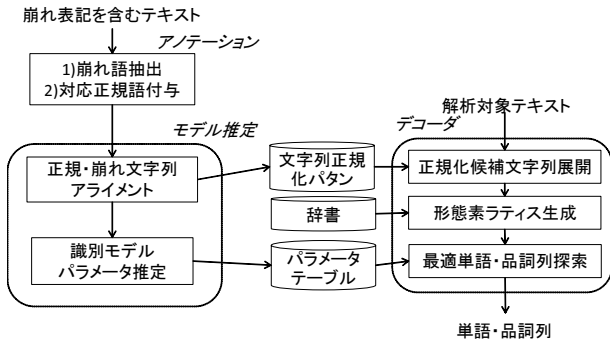 崩れ表記を含むテキスト
アノテーション
1)崩れ語抽出
2)対応正規語付与
モデル推定
正規・崩れ文字列
アライメント
識別モデル
パラメータ推定
文字列正規
化パタン
辞書
パラメータ
テーブル
解析対象テキスト
デコーダ
正規化候補文字列展開
形態素ラティス生成
最適単語・品詞列探索
単語・品詞列